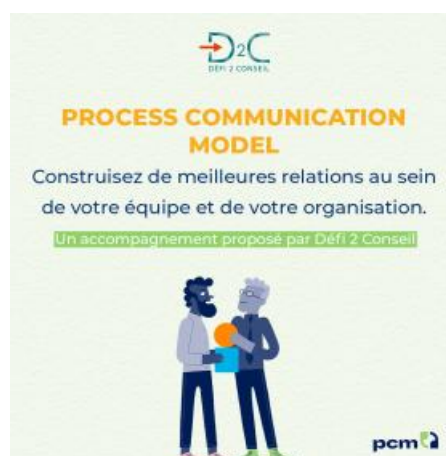 D2C
DÉFI 2 CONSEIL
PROCESS COMMUNICATION
MODEL
Construisez de meilleures relations au sein
de votre équipe et de votre organisation.
Un accompagnement proposé par Défi 2 Conseil
pcm